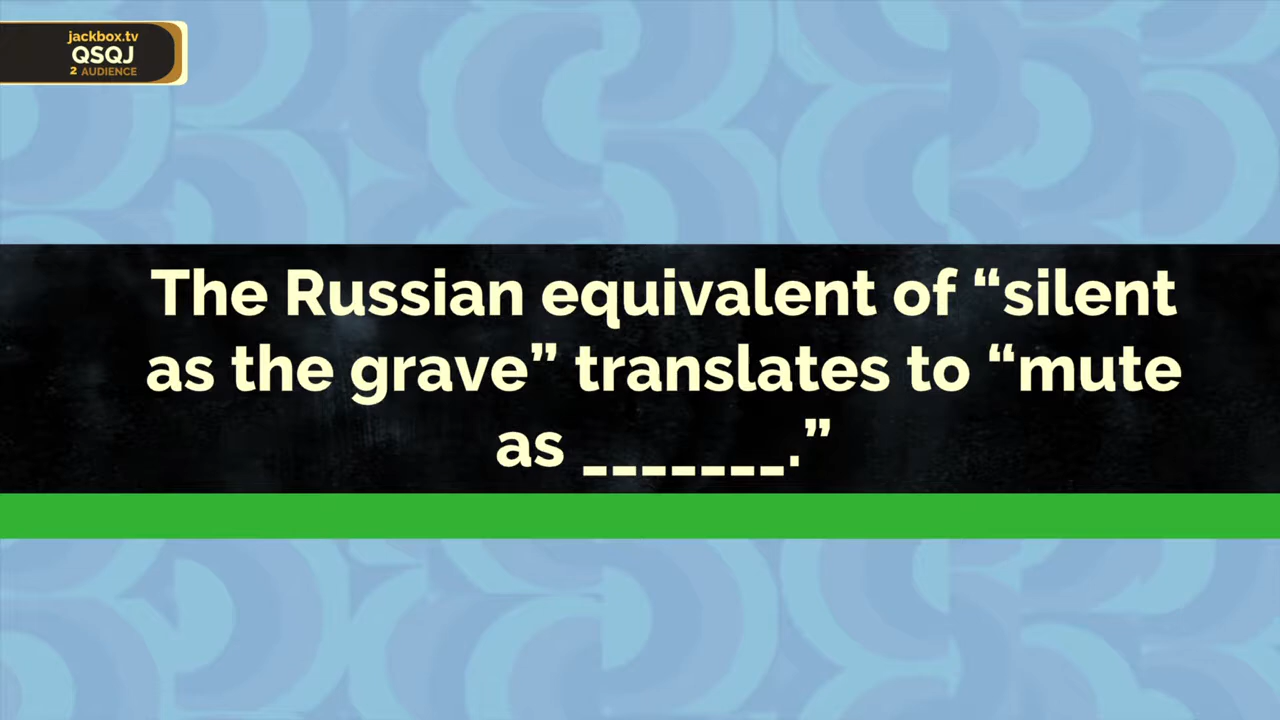 jackbox.tv
QSQJ
2 AUDIENCE
The Russian equivalent of “silent
as the grave” translates to “mute
as _______.”